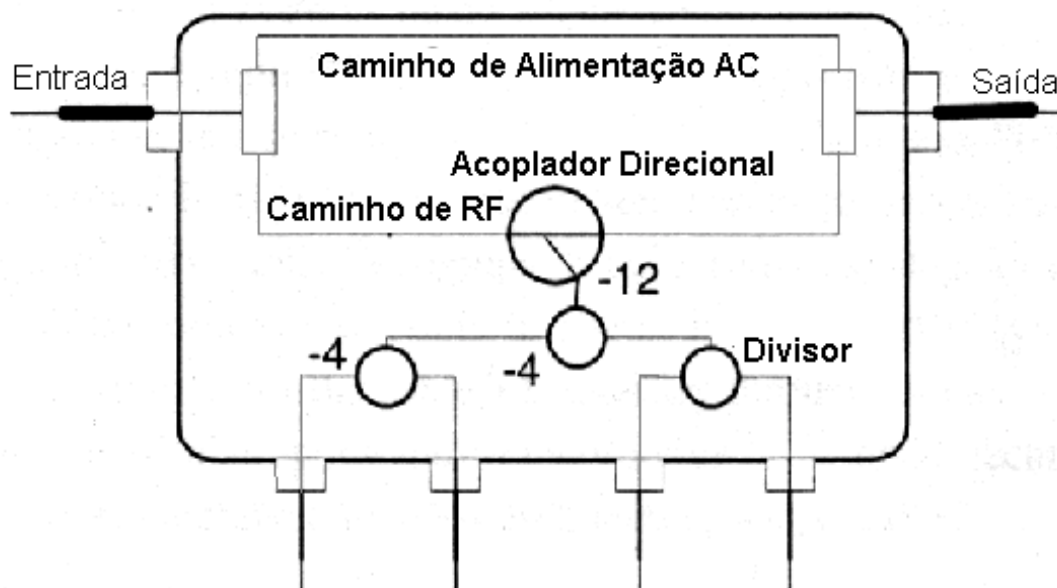 Entrada
Caminho de Alimentação AC
Saída
Acoplador Direcional
Caminho de RF
-12
-4
-4
Divisor